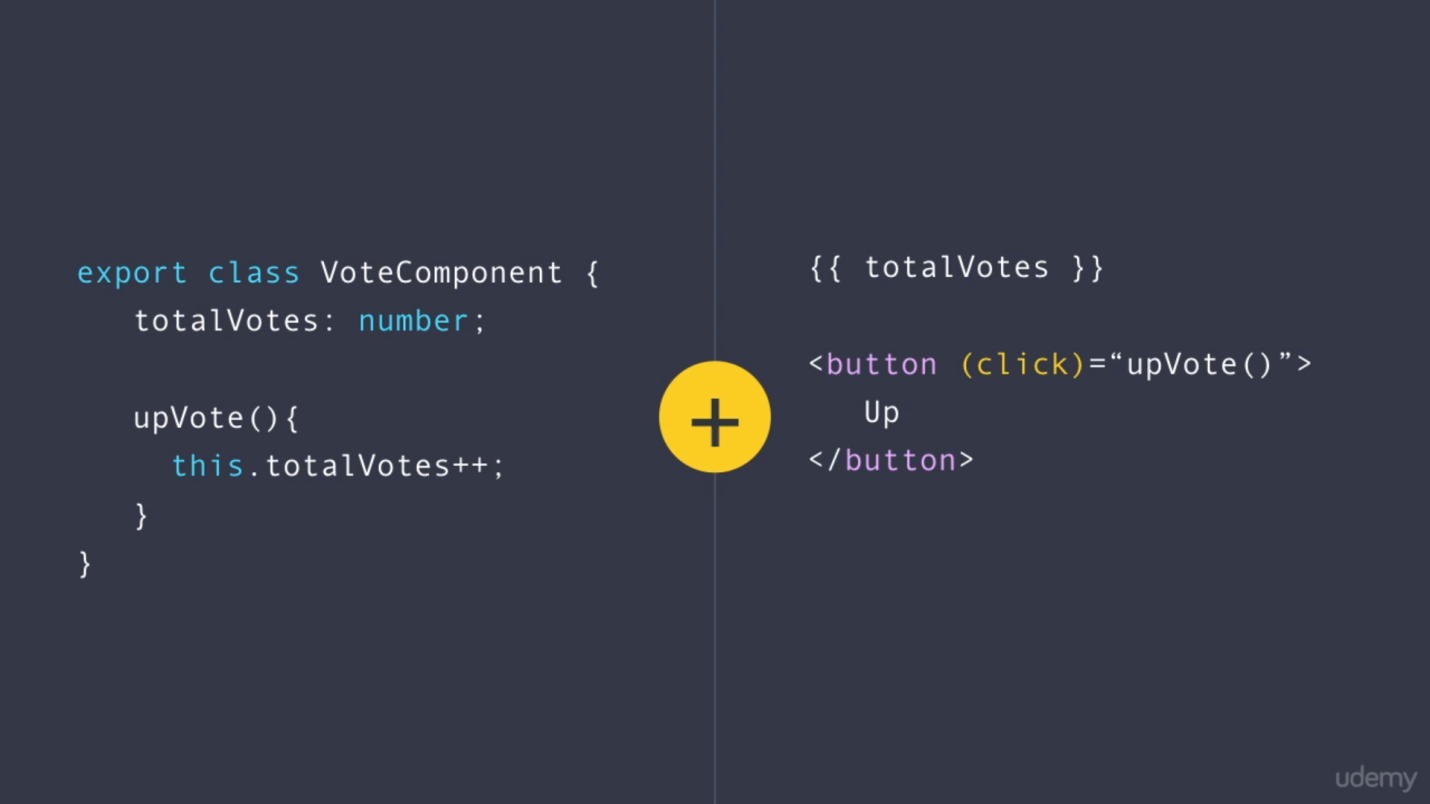 export class VoteComponent {
totalVotes: number;
upVote(){
this.totalVotes++;
}
}
+
{{ totalVotes }}
<button (click)=“upVote()”>
Up
</button>
udemy